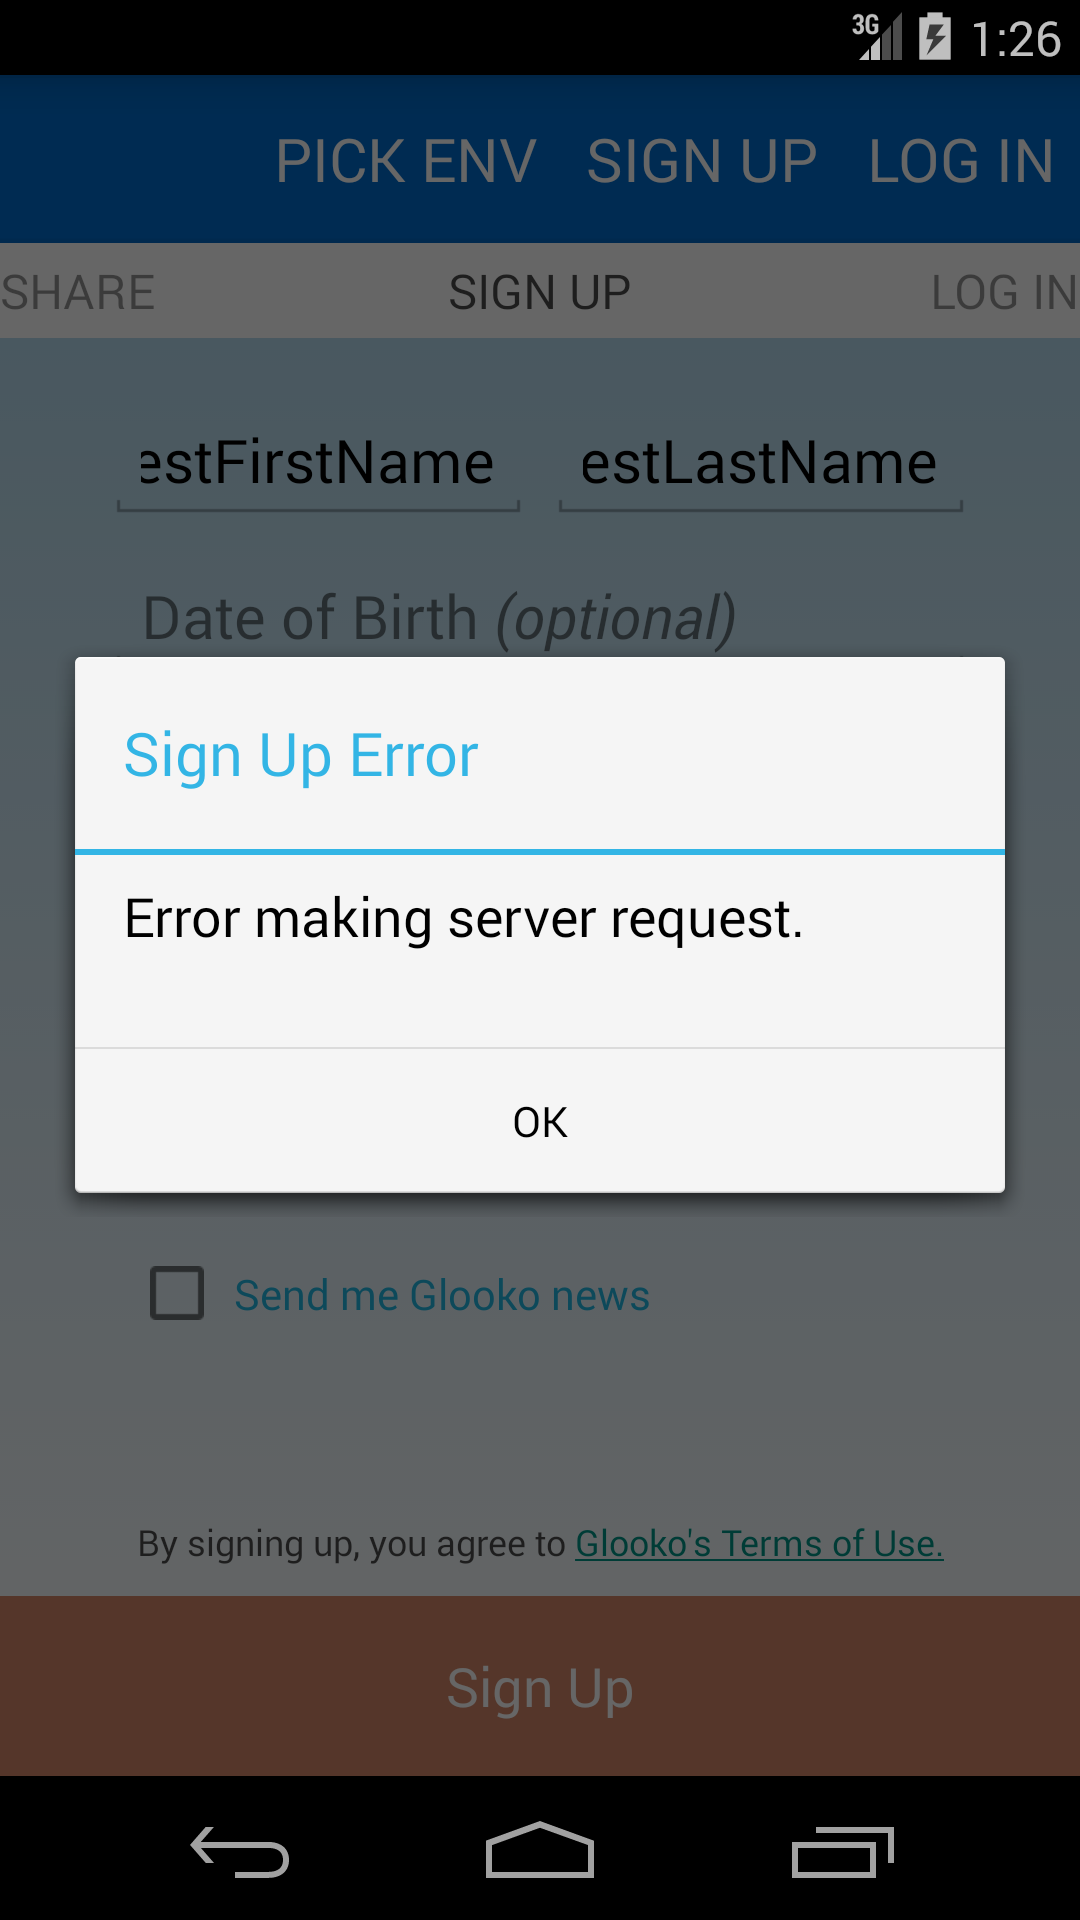 3G 1:26
PICK ENV SIGN UP LOG IN
SHARE SIGN UP LOG IN
estFirstName estLastName
Date of Birth (optional)
Sign Up Error
Error making server request.
OK
Send me Glooko news
By signing up, you agree to Glooko's Terms of Use.
Sign Up